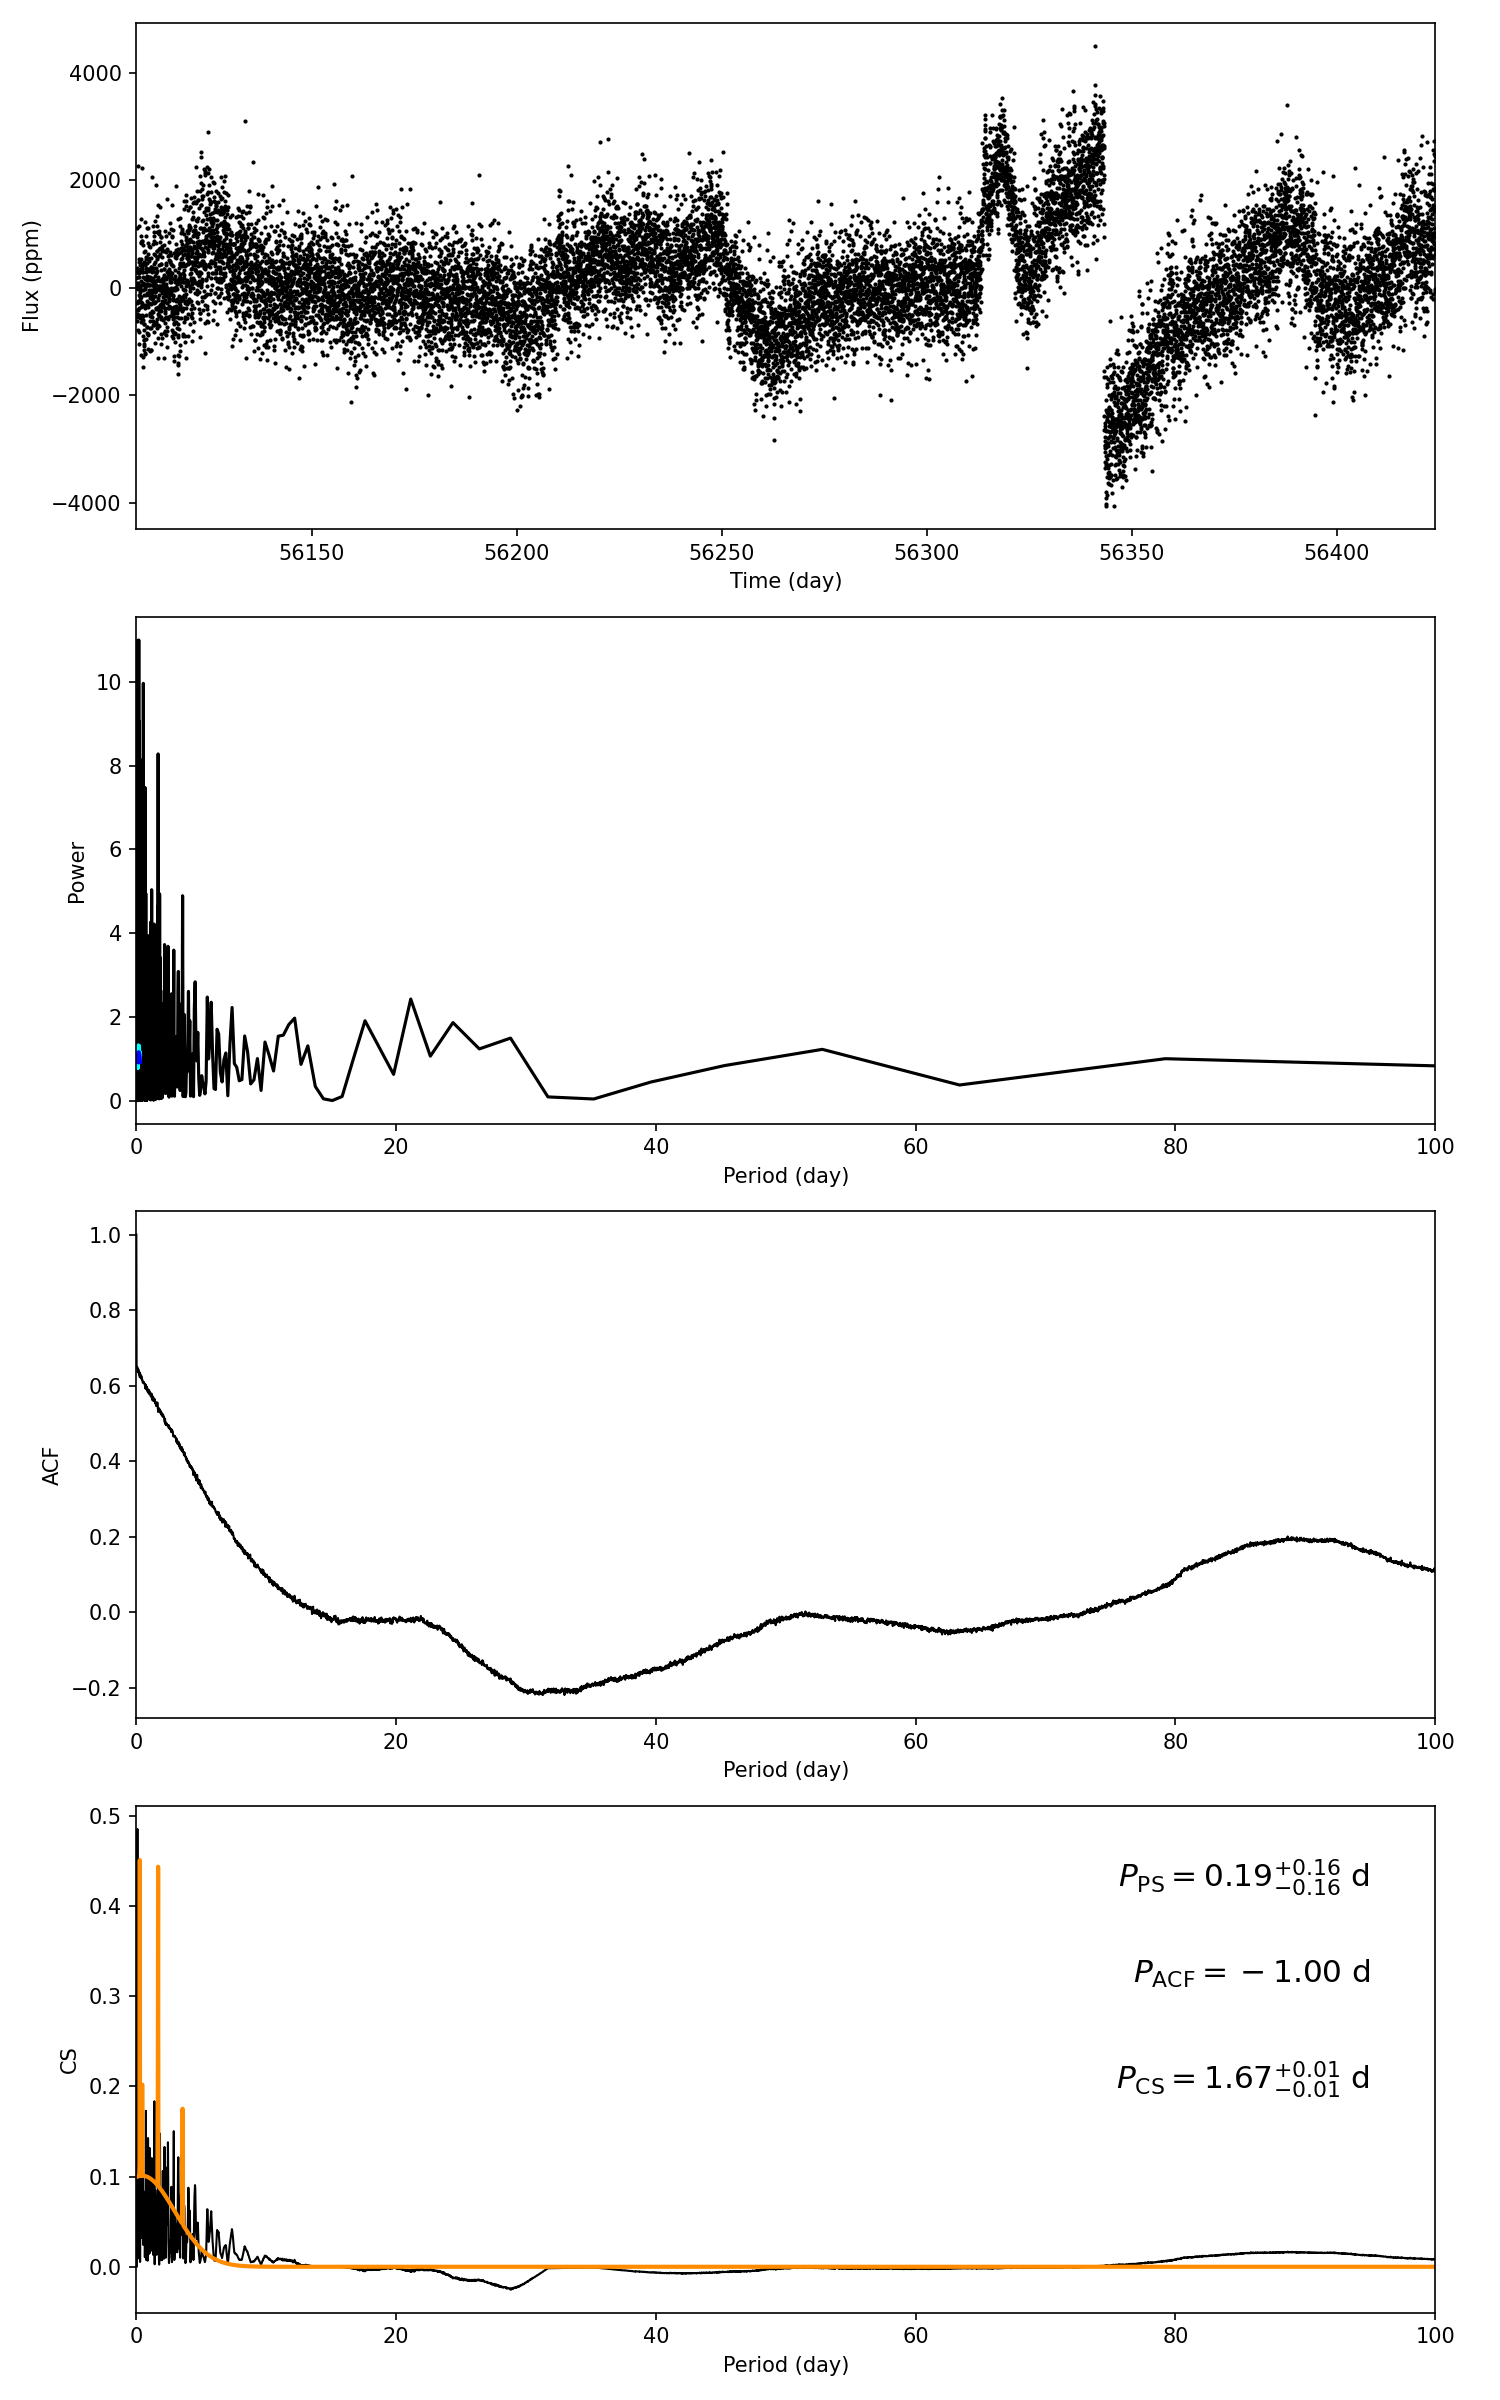 4000
2000
0
−2000
−4000
Flux (ppm)
56150 56200 56250 56300 56350 56400
Time (day)
10
8
6
4
2
0
Power
0 20 40 60 80 100
Period (day)
1.0
0.8
0.6
0.4
0.2
0.0
−0.2
ACF
0 20 40 60 80 100
Period (day)
0.5
0.4
0.3
0.2
0.1
0.0
CS
P_PS = 0.19^{+0.16}_{−0.16} d
P_ACF = −1.00 d
P_CS = 1.67^{+0.01}_{−0.01} d
0 20 40 60 80 100
Period (day)